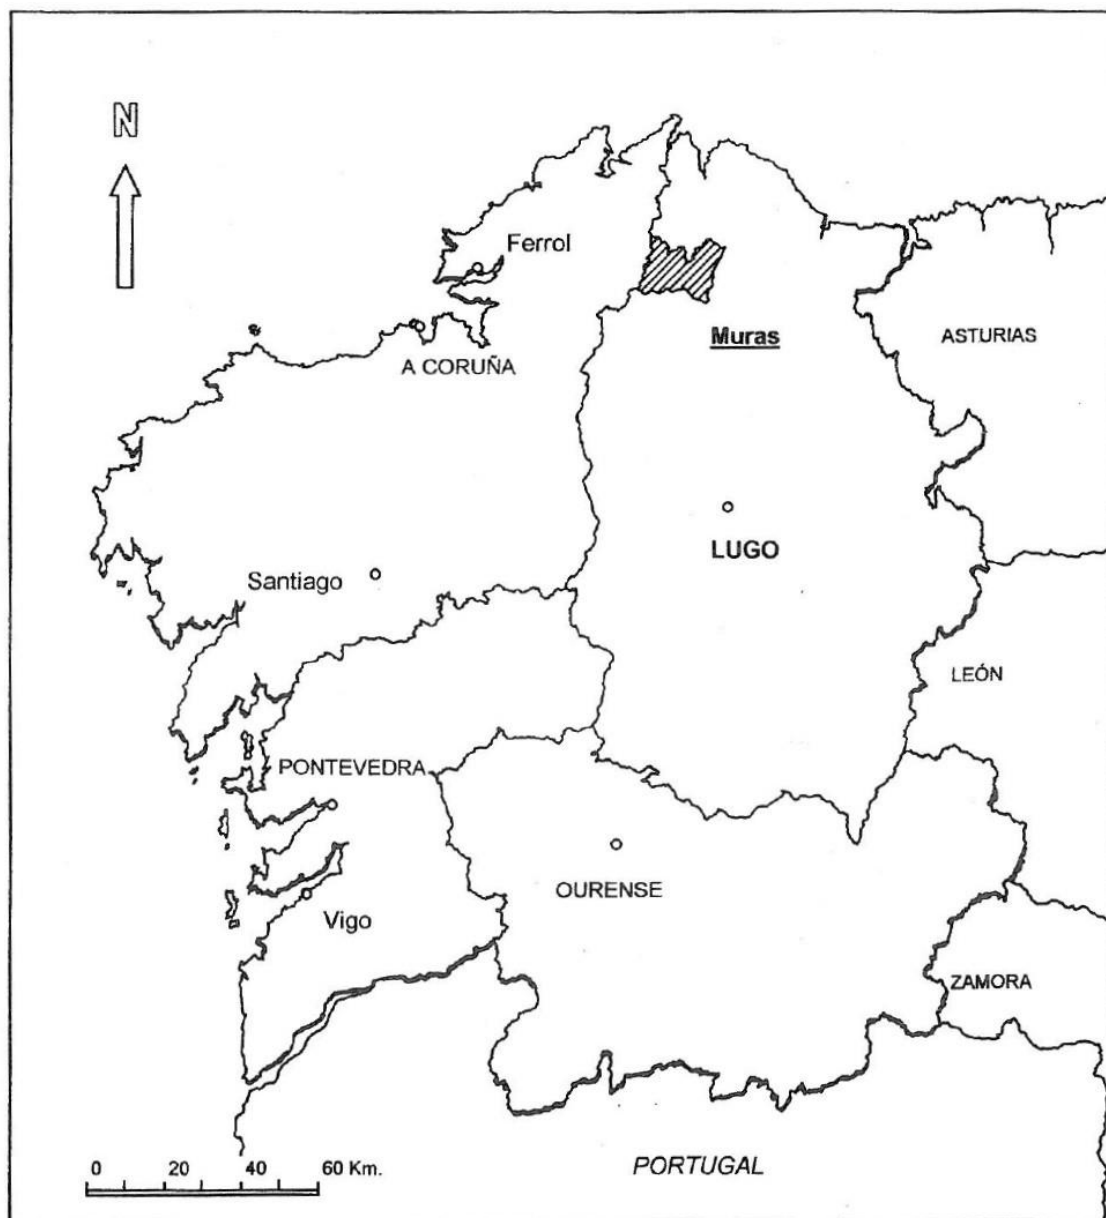 N
Ferrol
Muras
ASTURIAS
A CORUÑA
LUGO
Santiago
LEÓN
PONTEVEDRA
OURENSE
Vigo
ZAMORA
PORTUGAL
0 20 40 60 Km.